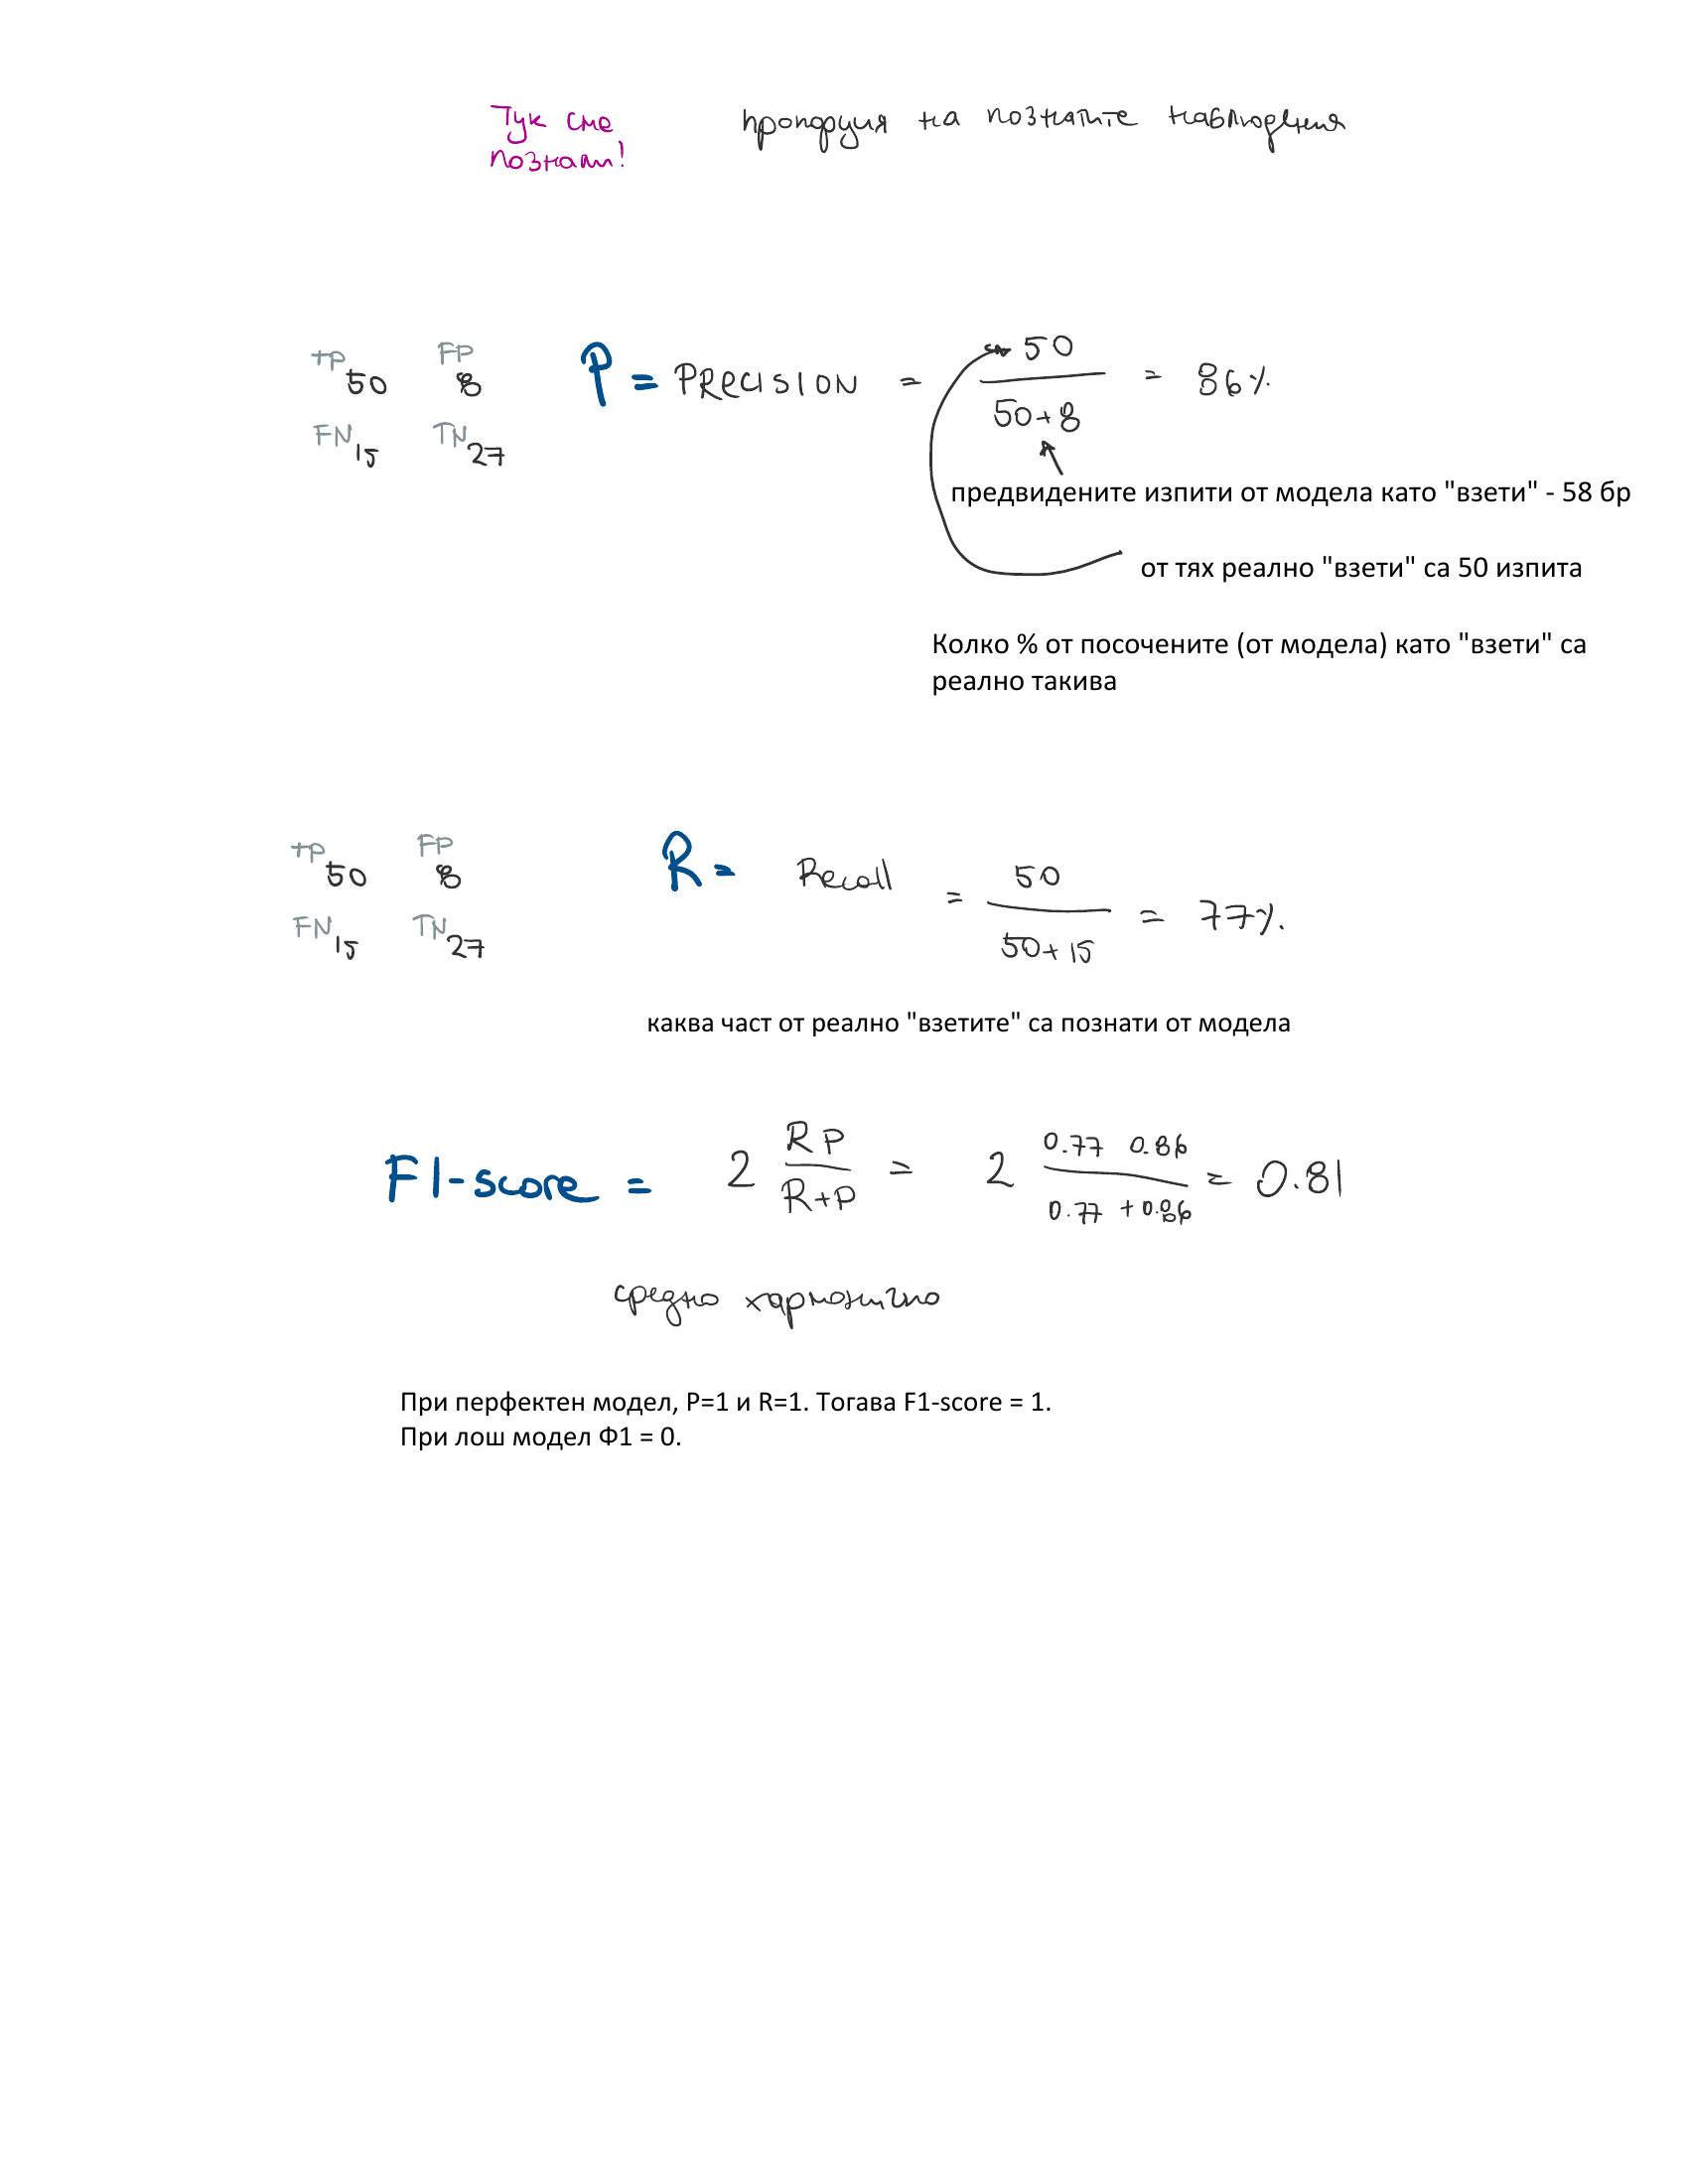 Тук сме
познали!
пропорция на познатите наблюдения
TP FP
50 8
FN TN
15 27
P = PRECISION = 50 / 50+8 = 86%
предвидените изпити от модела като "взети" - 58 бр
от тях реално "взети" са 50 изпита
Колко % от посочените (от модела) като "взети" са
реално такива
TP FP
50 8
FN TN
15 27
R = Recall = 50 / 50+15 = 77%.
каква част от реално "взетите" са познати от модела
F1-score = 2 RP / R+P = 2 0.77 0.86 / 0.77 + 0.86 = 0.81
средно хармонично
При перфектен модел, P=1 и R=1. Тогава F1-score = 1.
При лош модел Ф1 = 0.